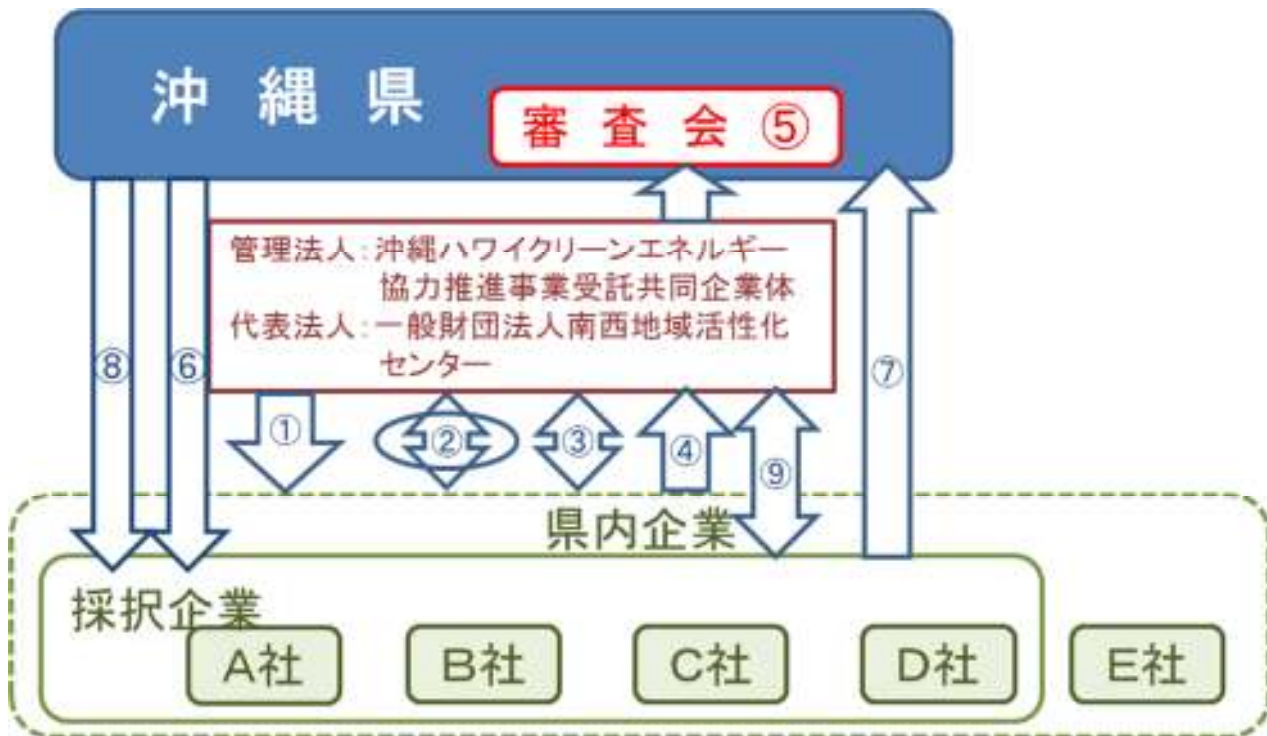 沖縄県
審査会⑤
管理法人:沖縄ハワイクリーンエネルギー
協力推進事業受託共同企業体
代表法人:一般財団法人南西地域活性化
センター
⑧
⑥
⑦
①
②
③
④
⑨
県内企業
採択企業
A社
B社
C社
D社
E社